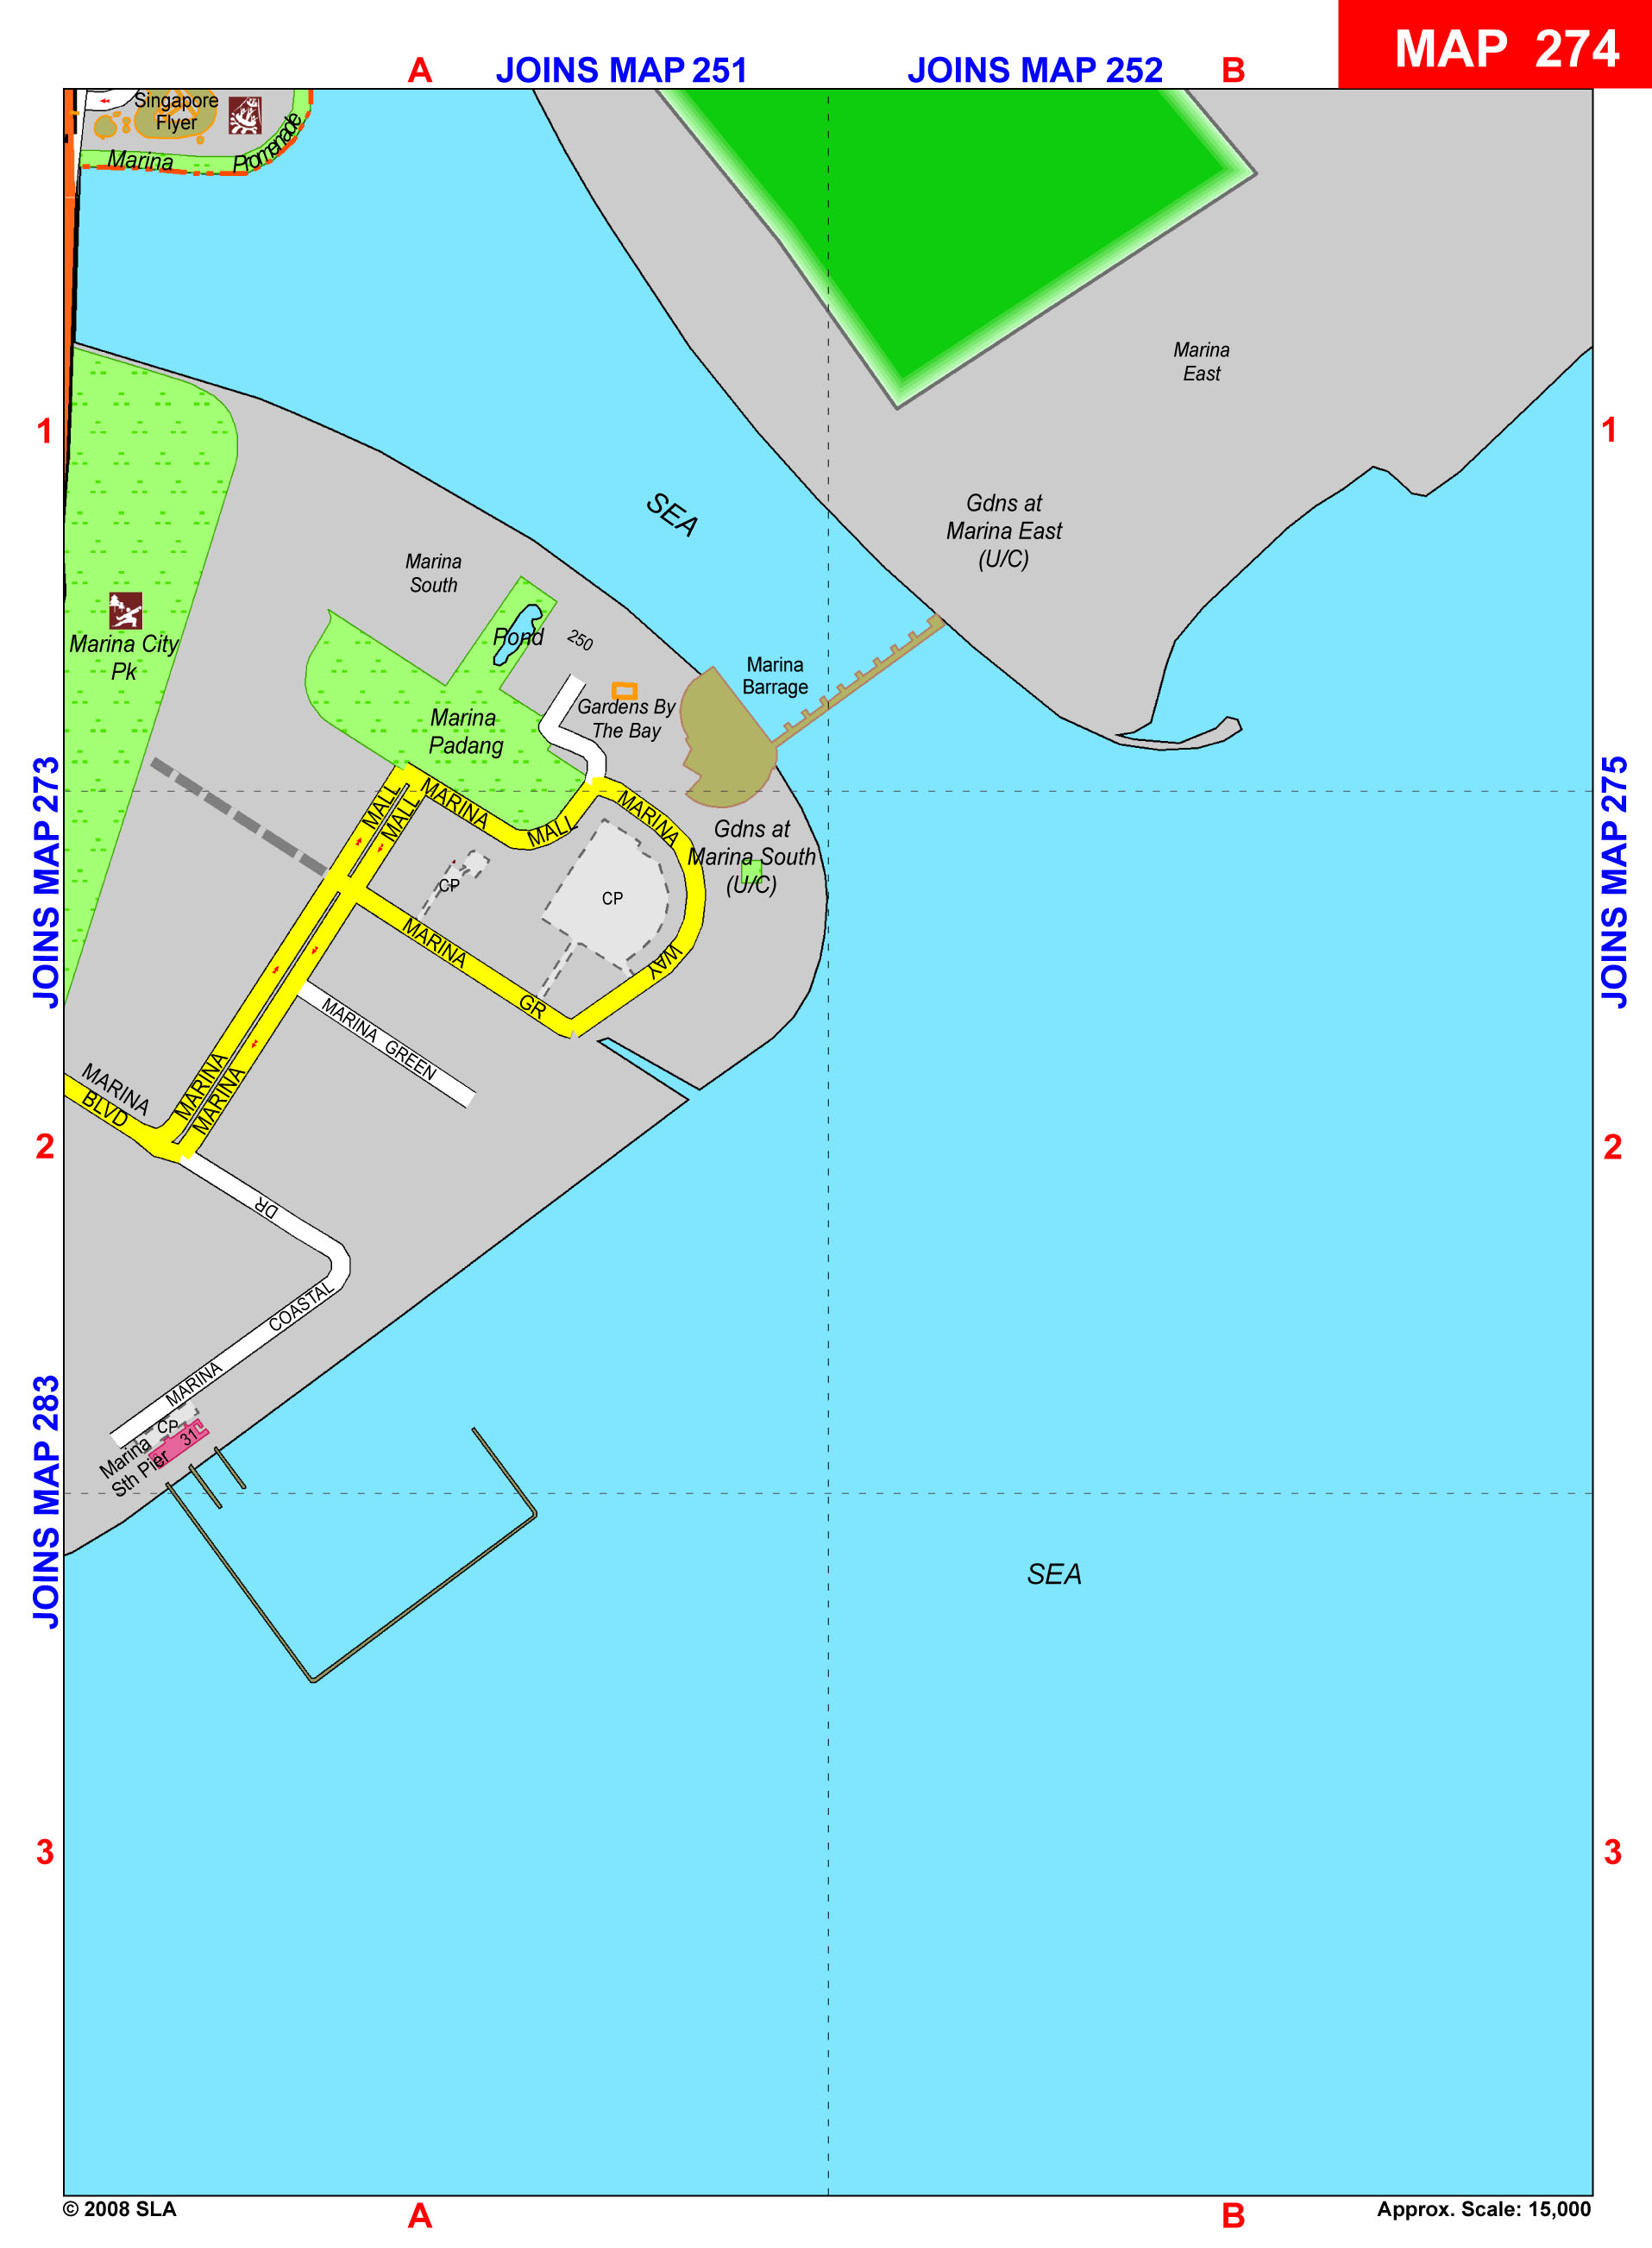 MAP 274
A
JOINS MAP 251
JOINS MAP 252
B
Singapore
Flyer
Marina
Promenade
Marina
East
1
1
SEA
Gdns at
Marina East
(U/C)
Marina
South
Marina City
Pk
Pond
250
Marina
Barrage
Gardens By
The Bay
Marina
Padang
JOINS MAP 273
JOINS MAP 275
MALL
MALL
MARINA
MALL
MARINA
Gdns at
Marina South
(U/C)
CP
CP
MARINA
WAY
GR
MARINA GREEN
MARINA
MARINA
MARINA
BLVD
2
2
DR
COASTAL
MARINA
JOINS MAP 283
CP
31
Marina
Sth Pier
SEA
3
3
© 2008 SLA
A
B
Approx. Scale: 15,000